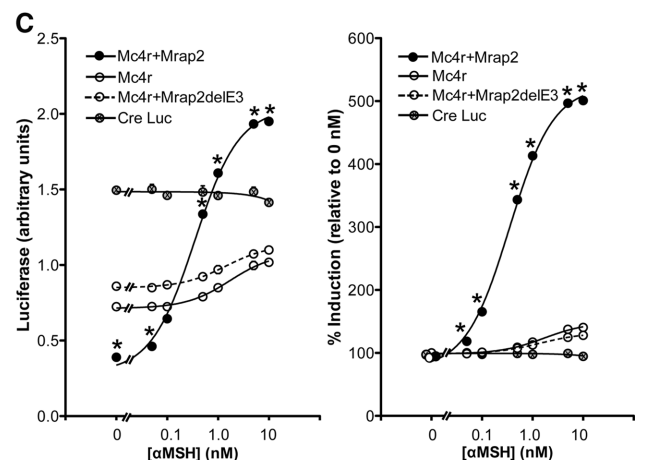 C
Luciferase (arbitrary units)
2.5
2.0
1.5
1.0
0.5
0.0
Mc4r+Mrap2
Mc4r
Mc4r+Mrap2delE3
Cre Luc
* * * * * *
0 0.1 1.0 10
[αMSH] (nM)
% Induction (relative to 0 nM)
600
500
400
300
200
100
0
Mc4r+Mrap2
Mc4r
Mc4r+Mrap2delE3
Cre Luc
* * * * * *
0 0.1 1.0 10
[αMSH] (nM)